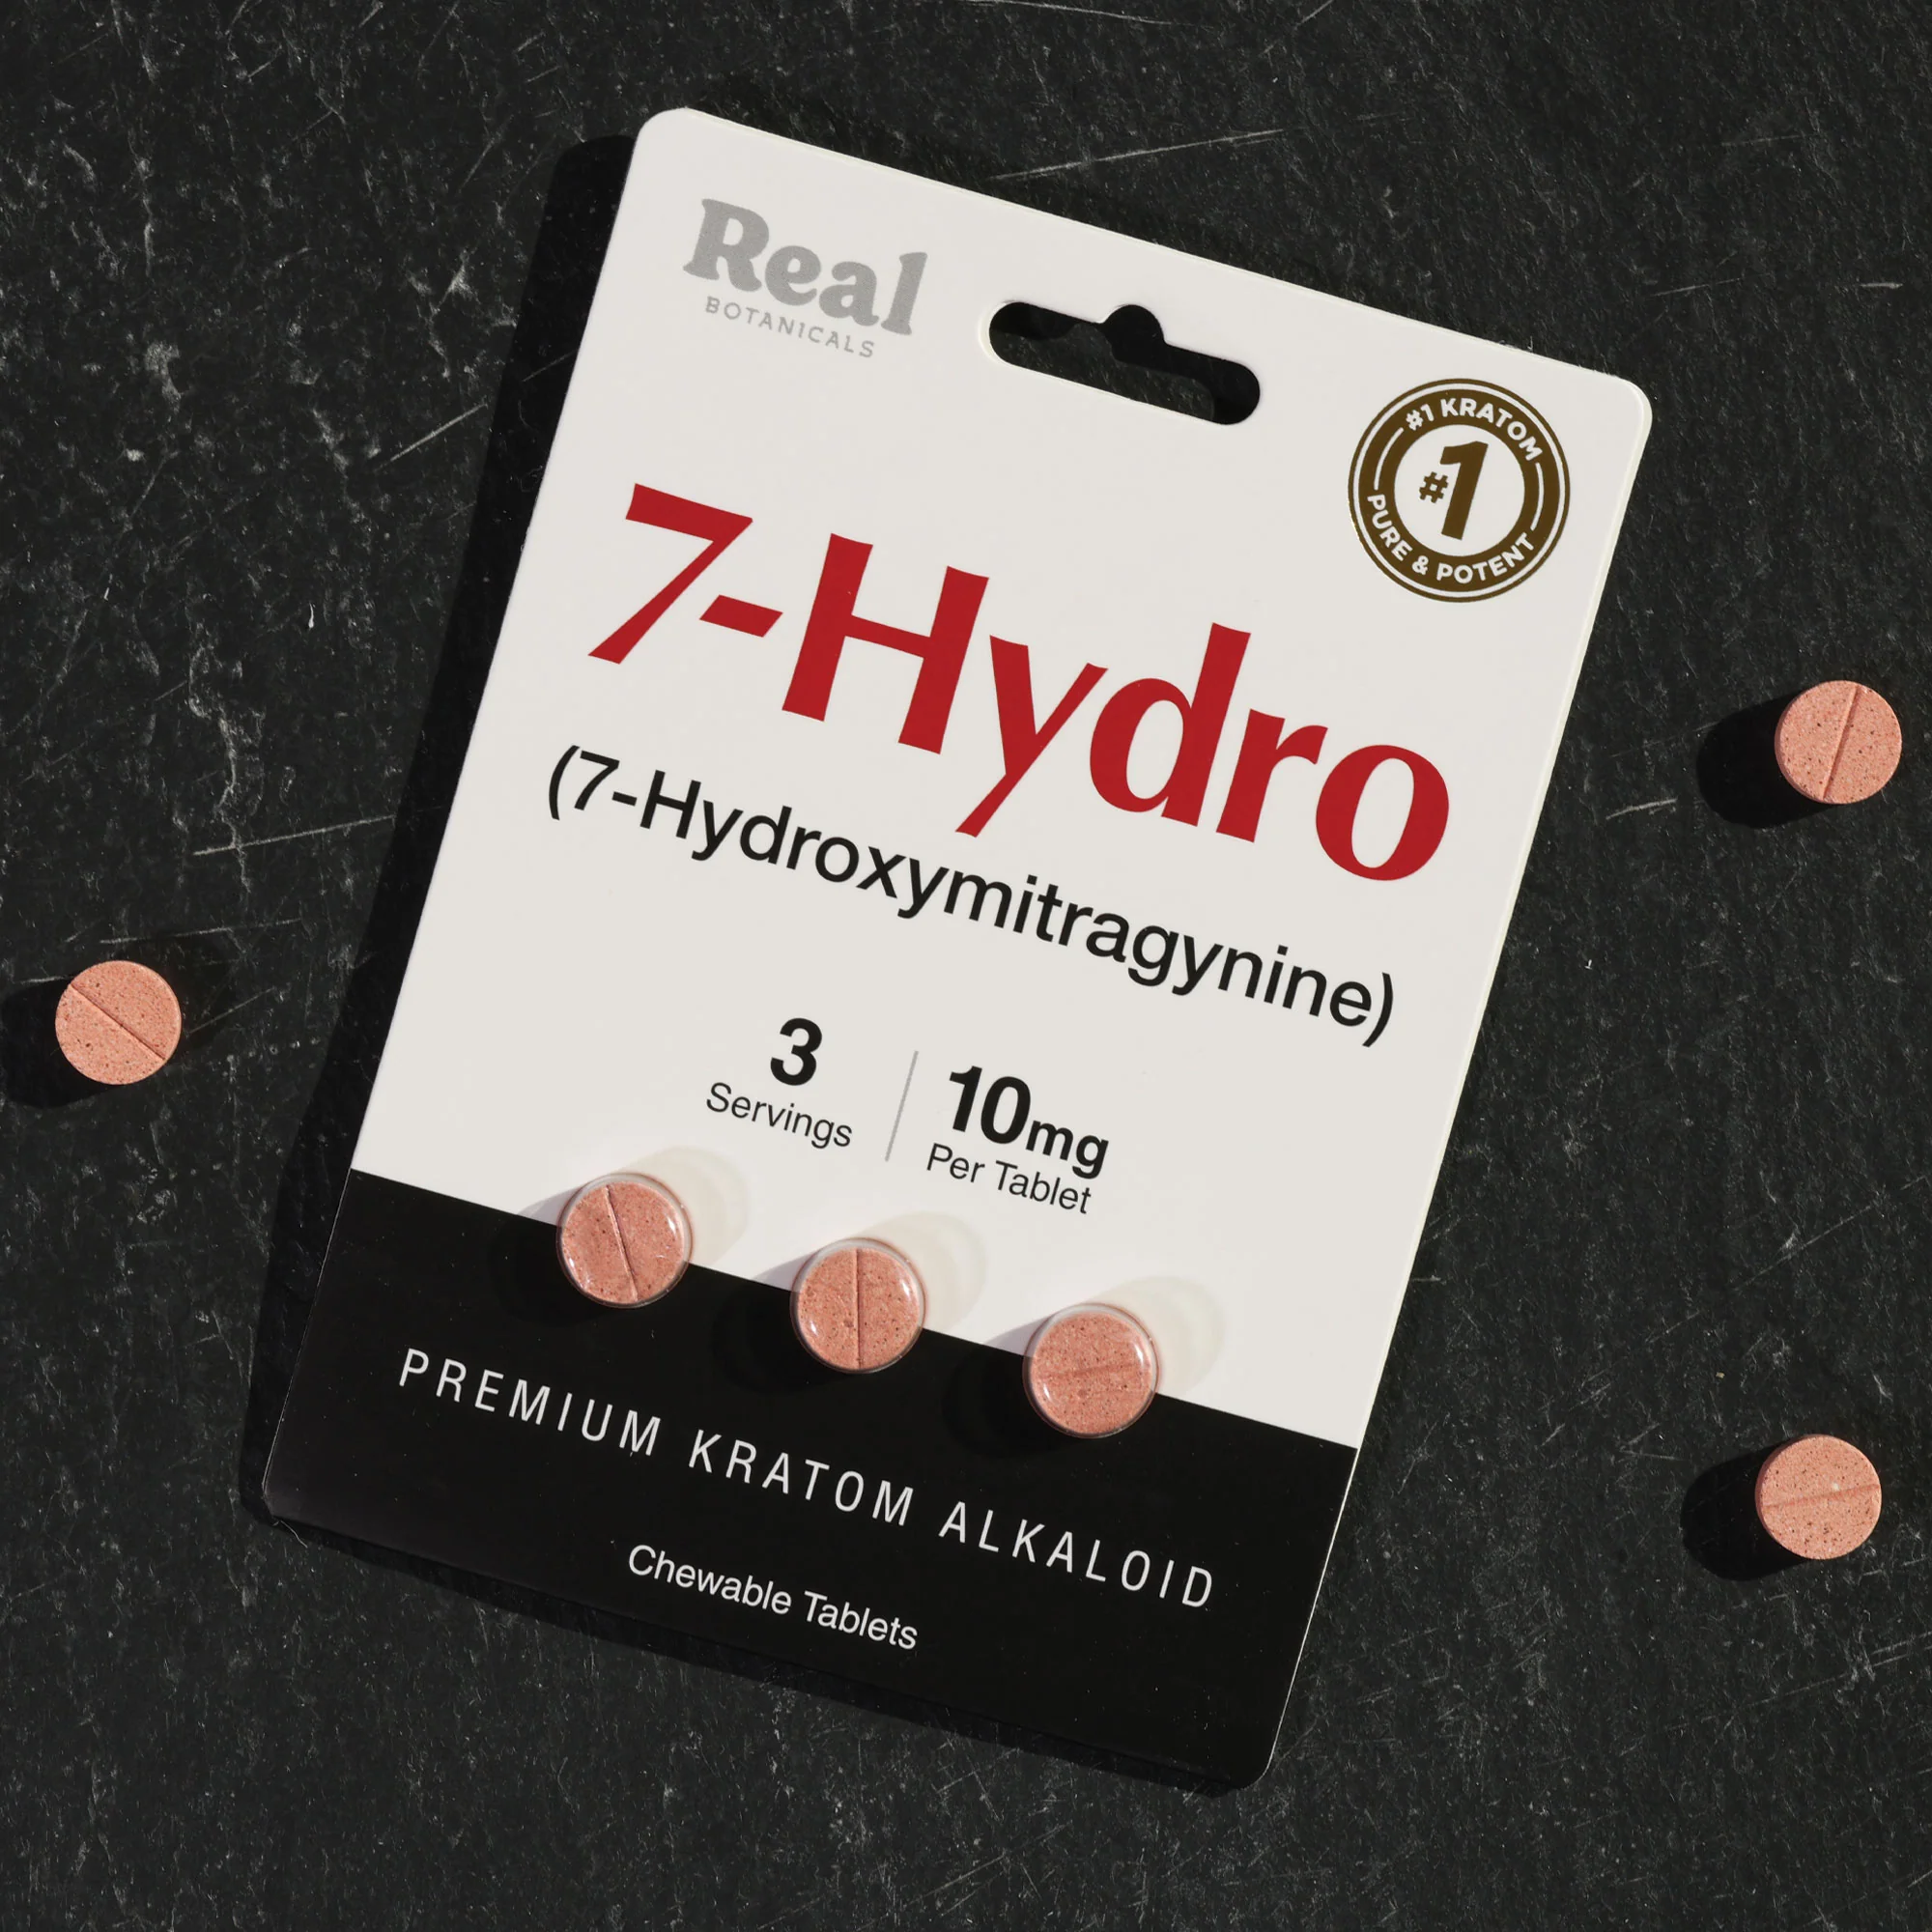 Real
BOTANICALS
#1 KRATOM
#1
PURE & POTENT
7-Hydro
(7-Hydroxymitragynine)
3
Servings
10mg
Per Tablet
PREMIUM KRATOM ALKALOID
Chewable Tablets